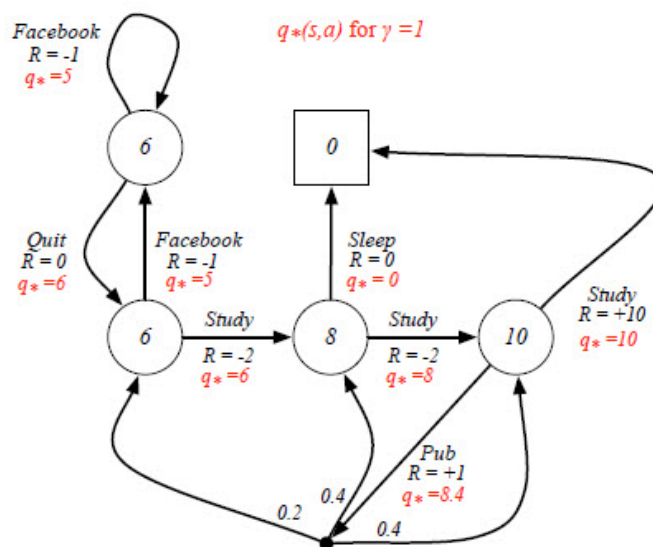 Facebook
R = -1
q* =5
q*(s,a) for γ =1
6
0
Quit
R = 0
q* =6
Facebook
R = -1
q* =5
Sleep
R = 0
q* = 0
Study
R = +10
q* =10
6
Study
R = -2
q* =6
8
Study
R = -2
q* =8
10
Pub
R = +1
q* =8.4
0.2
0.4
0.4